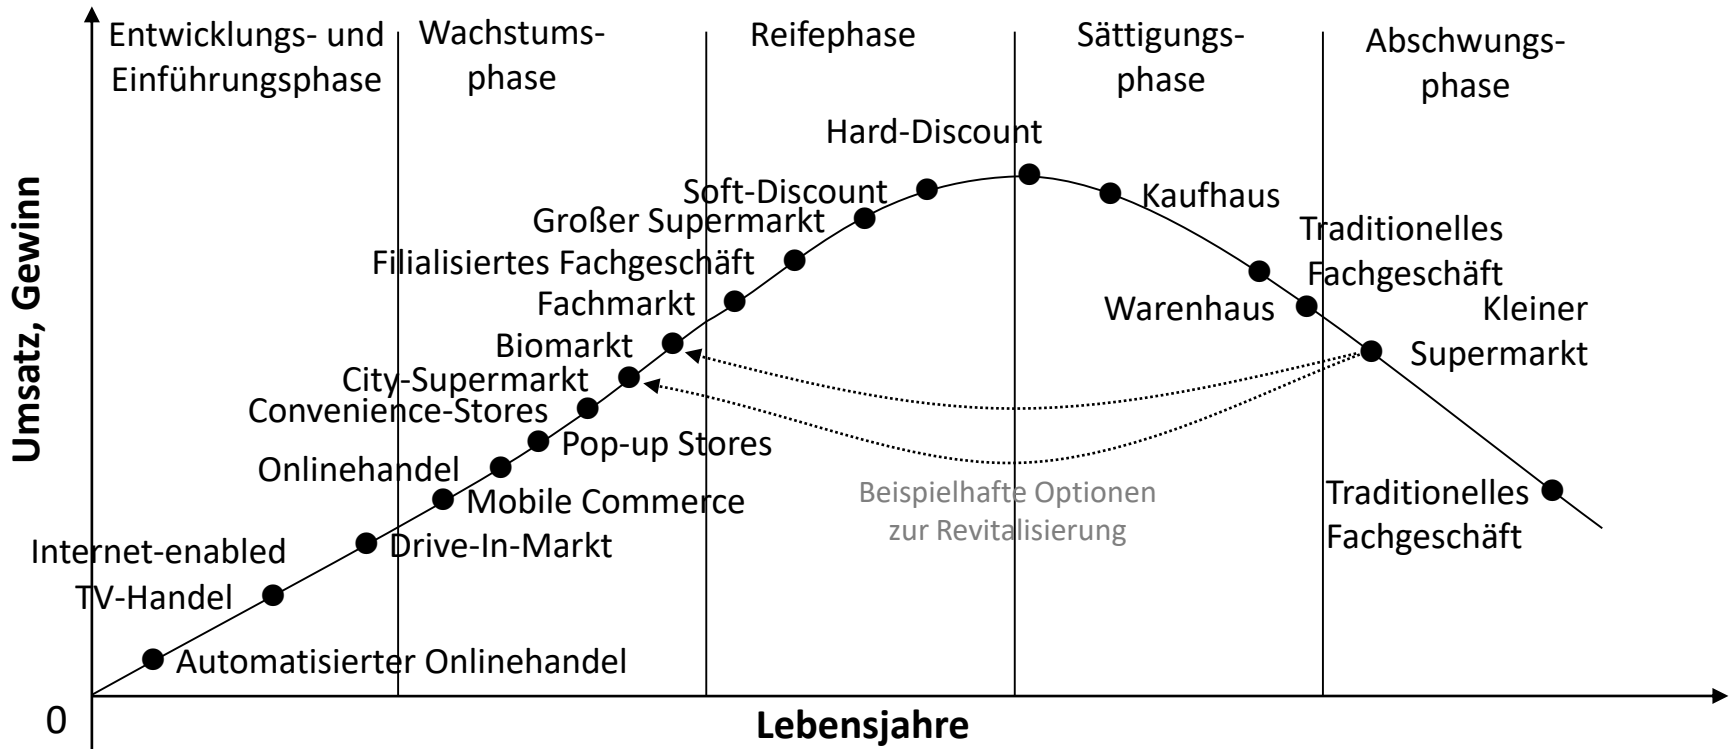 Entwicklungs- und
Einführungsphase
Wachstums-
phase
Reifephase
Sättigungs-
phase
Abschwungs-
phase
Hard-Discount
Soft-Discount
Kaufhaus
Großer Supermarkt
Traditionelles
Fachgeschäft
Filialisiertes Fachgeschäft
Fachmarkt
Warenhaus
Kleiner
Supermarkt
Biomarkt
City-Supermarkt
Convenience-Stores
Pop-up Stores
Onlinehandel
Mobile Commerce
Beispielhafte Optionen
zur Revitalisierung
Traditionelles
Fachgeschäft
Drive-In-Markt
Internet-enabled
TV-Handel
Automatisierter Onlinehandel
Umsatz, Gewinn
0
Lebensjahre